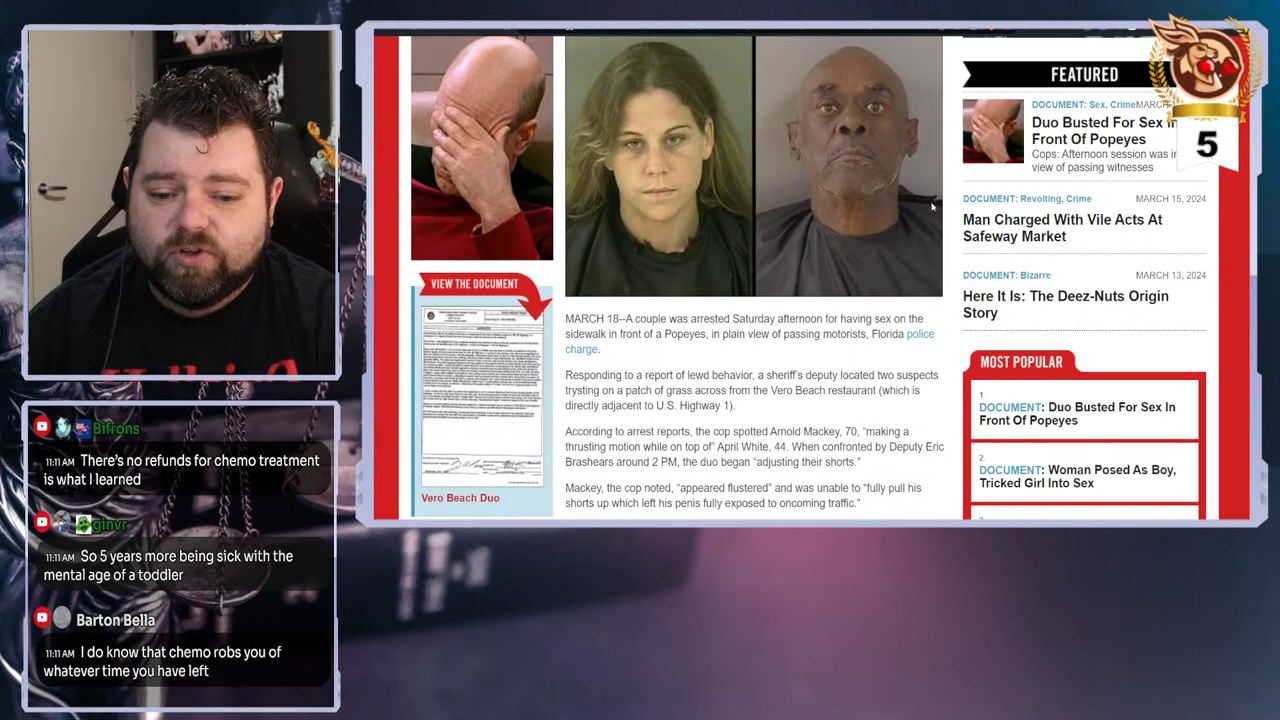 Bifrons
11:11 AM There's no refunds for chemo treatment
is what I learned
ginvr
11:11 AM So 5 years more being sick with the
mental age of a toddler
Barton Bella
11:11 AM I do know that chemo robs you of
whatever time you have left
VIEW THE DOCUMENT
Vero Beach Duo
MARCH 18--A couple was arrested Saturday afternoon for having sex on the
sidewalk in front of a Popeyes, in plain view of passing motorists, Florida police
charge.
Responding to a report of lewd behavior, a sheriff's deputy located two suspects
trysting on a patch of grass across from the Vero Beach restaurant (which is
directly adjacent to U.S. Highway 1).
According to arrest reports, the cop spotted Arnold Mackey, 70, “making a
thrusting motion while on top of” April White, 44. When confronted by Deputy Eric
Brashears around 2 PM, the duo began “adjusting their shorts.”
Mackey, the cop noted, “appeared flustered” and was unable to “fully pull his
shorts up which left his penis fully exposed to oncoming traffic.”
FEATURED
5
DOCUMENT: Sex, Crime
Duo Busted For Sex In
Front Of Popeyes
Cops: Afternoon session was in
view of passing witnesses
DOCUMENT: Revolting, Crime MARCH 15, 2024
Man Charged With Vile Acts At
Safeway Market
DOCUMENT: Bizarre MARCH 13, 2024
Here It Is: The Deez-Nuts Origin
Story
MOST POPULAR
1.
DOCUMENT: Duo Busted For Sex In
Front Of Popeyes
2.
DOCUMENT: Woman Posed As Boy,
Tricked Girl Into Sex